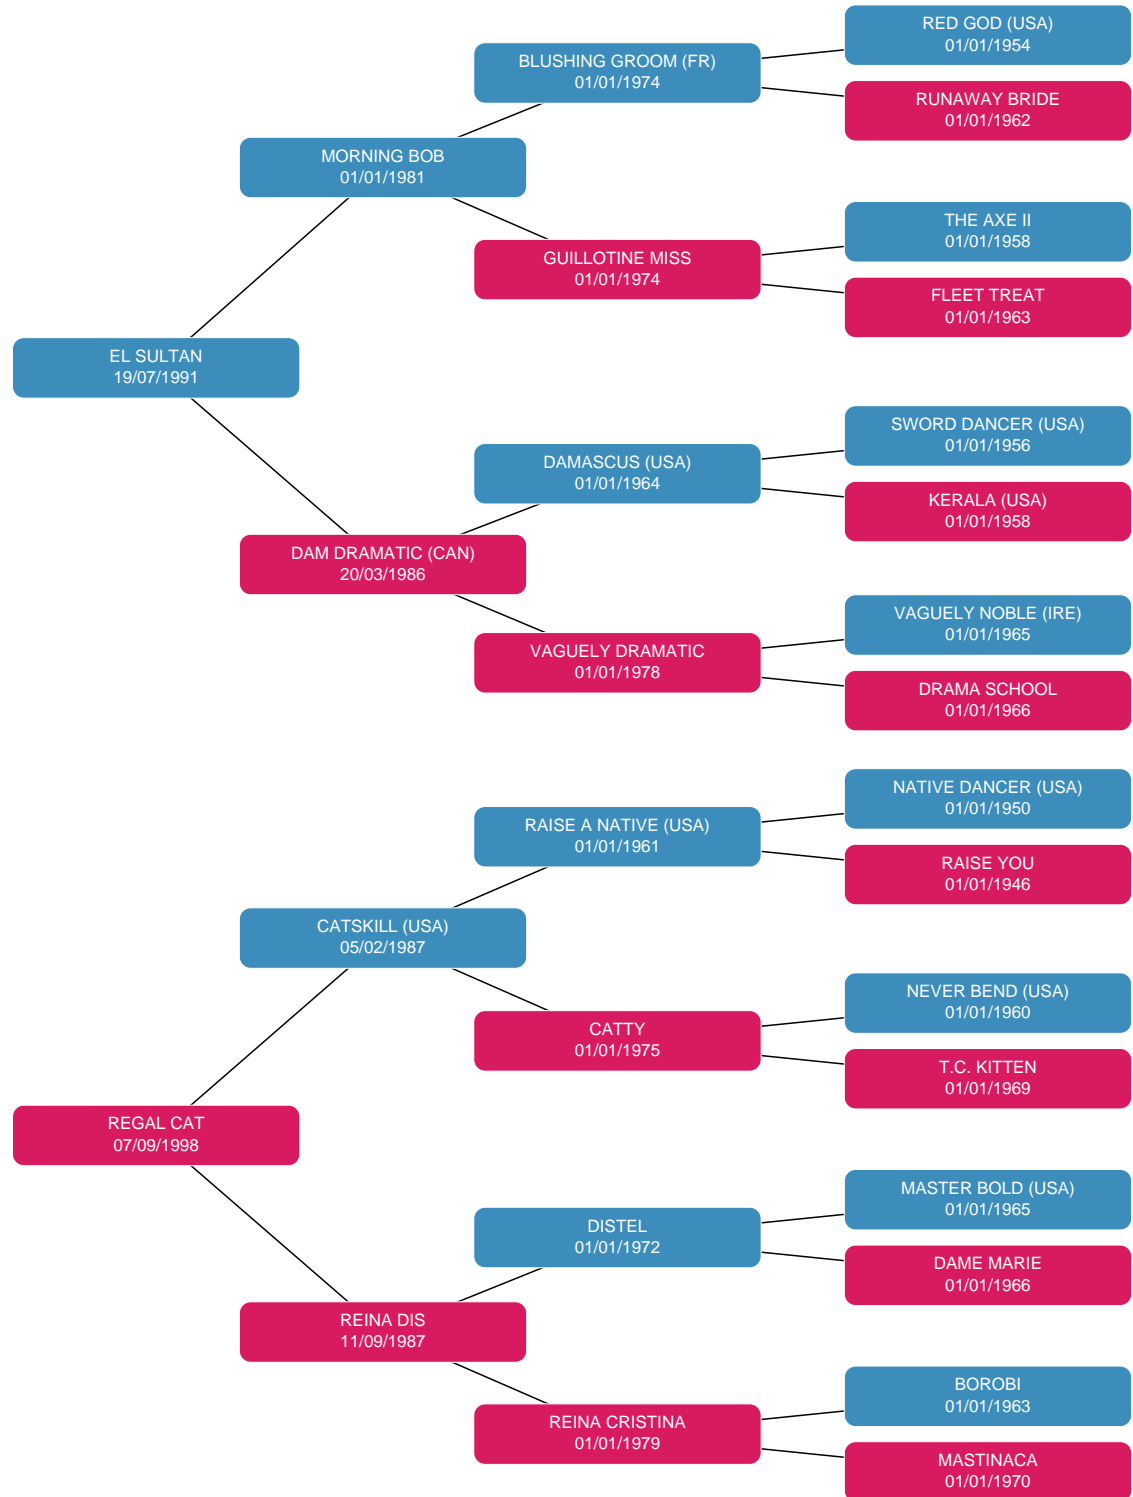 RED GOD (USA)
01/01/1954
BLUSHING GROOM (FR)
01/01/1974
RUNAWAY BRIDE
01/01/1962
MORNING BOB
01/01/1981
THE AXE II
01/01/1958
GUILLOTINE MISS
01/01/1974
FLEET TREAT
01/01/1963
EL SULTAN
19/07/1991
SWORD DANCER (USA)
01/01/1956
DAMASCUS (USA)
01/01/1964
KERALA (USA)
01/01/1958
DAM DRAMATIC (CAN)
20/03/1986
VAGUELY NOBLE (IRE)
01/01/1965
VAGUELY DRAMATIC
01/01/1978
DRAMA SCHOOL
01/01/1966
NATIVE DANCER (USA)
01/01/1950
RAISE A NATIVE (USA)
01/01/1961
RAISE YOU
01/01/1946
CATSKILL (USA)
05/02/1987
NEVER BEND (USA)
01/01/1960
CATTY
01/01/1975
T.C. KITTEN
01/01/1969
REGAL CAT
07/09/1998
MASTER BOLD (USA)
01/01/1965
DISTEL
01/01/1972
DAME MARIE
01/01/1966
REINA DIS
11/09/1987
BOROBI
01/01/1963
REINA CRISTINA
01/01/1979
MASTINACA
01/01/1970